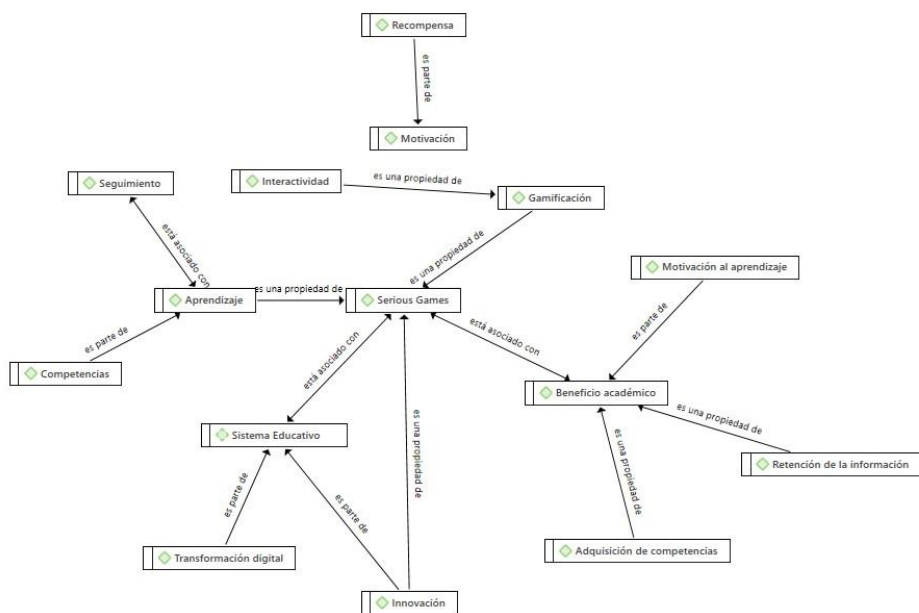 Recompensa
es parte de
Motivación
Interactividad
es una propiedad de
Gamificación
Seguimiento
está asociado con
es una propiedad de
Motivación al aprendizaje
Aprendizaje
es una propiedad de
Serious Games
es parte de
es parte de
Competencias
está asociado con
está asociado con
Beneficio académico
es una propiedad de
Sistema Educativo
es una propiedad de
Retención de la información
es parte de
es parte de
es una propiedad de
Transformación digital
Adquisición de competencias
Innovación